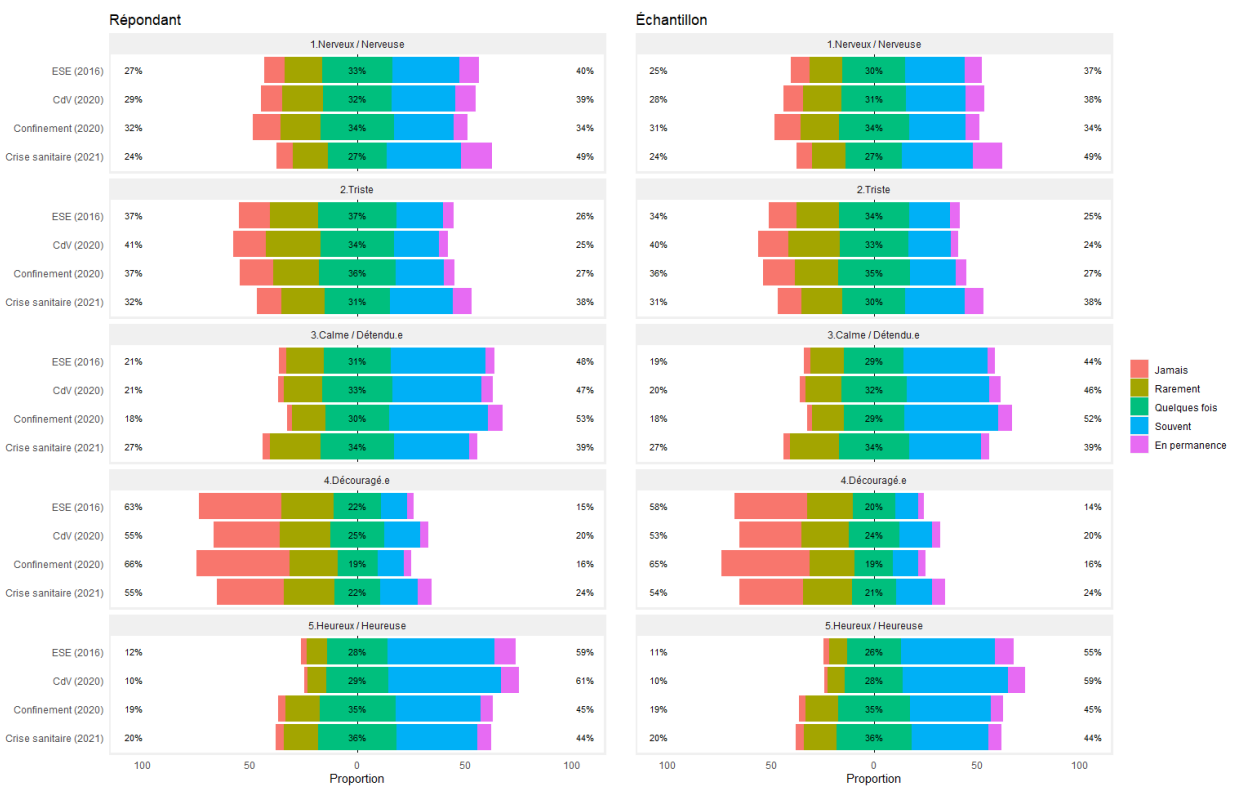 Répondant
1.Nerveux / Nerveuse
ESE (2016) 27% 33% 40%
CdV (2020) 29% 32% 39%
Confinement (2020) 32% 34% 34%
Crise sanitaire (2021) 24% 27% 49%
2.Triste
ESE (2016) 37% 37% 26%
CdV (2020) 41% 34% 25%
Confinement (2020) 37% 36% 27%
Crise sanitaire (2021) 32% 31% 38%
3.Calme / Détendu.e
ESE (2016) 21% 31% 48%
CdV (2020) 21% 33% 47%
Confinement (2020) 18% 30% 53%
Crise sanitaire (2021) 27% 34% 39%
4.Découragé.e
ESE (2016) 63% 22% 15%
CdV (2020) 55% 25% 20%
Confinement (2020) 66% 19% 16%
Crise sanitaire (2021) 55% 22% 24%
5.Heureux / Heureuse
ESE (2016) 12% 28% 59%
CdV (2020) 10% 29% 61%
Confinement (2020) 19% 35% 45%
Crise sanitaire (2021) 20% 36% 44%
100 50 0 50 100
Proportion
Échantillon
1.Nerveux / Nerveuse
25% 30% 37%
28% 31% 38%
31% 34% 34%
24% 27% 49%
2.Triste
34% 34% 25%
40% 33% 24%
36% 35% 27%
31% 30% 38%
3.Calme / Détendu.e
19% 29% 44%
20% 32% 46%
18% 29% 52%
27% 34% 39%
4.Découragé.e
58% 20% 14%
53% 24% 20%
65% 19% 16%
54% 21% 24%
5.Heureux / Heureuse
11% 26% 55%
10% 28% 59%
19% 35% 45%
20% 36% 44%
100 50 0 50 100
Proportion
Jamais
Rarement
Quelques fois
Souvent
En permanence